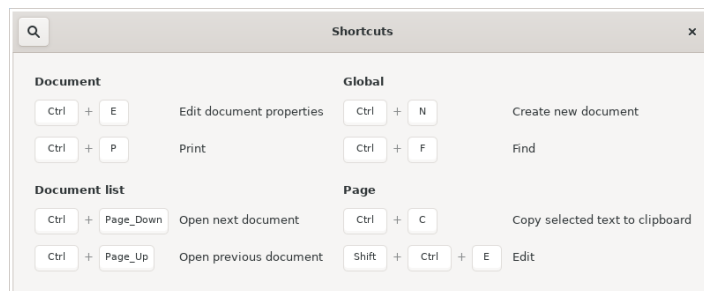 Shortcuts ×
Document
Ctrl + E Edit document properties
Ctrl + P Print
Document list
Ctrl + Page_Down Open next document
Ctrl + Page_Up Open previous document
Global
Ctrl + N Create new document
Ctrl + F Find
Page
Ctrl + C Copy selected text to clipboard
Shift + Ctrl + E Edit